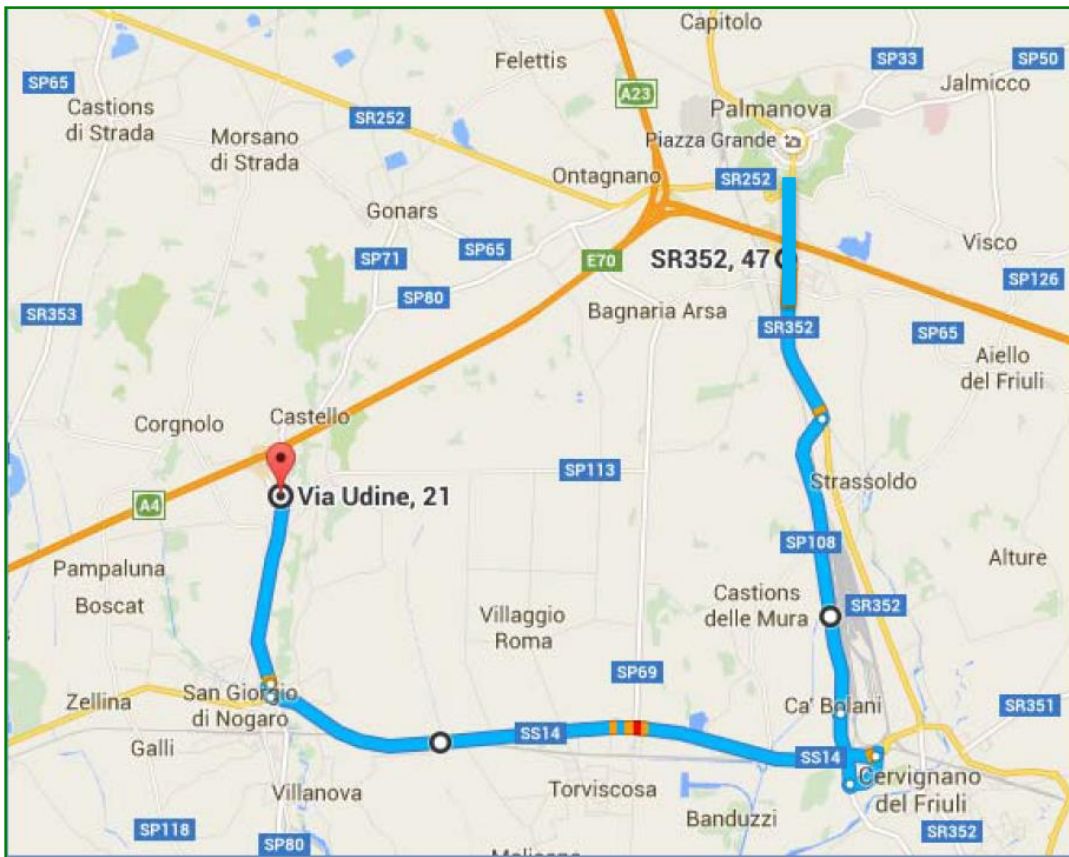 Capitolo
Felettis
SP33
SP50
SP65
Jalmicco
A23
Castions
di Strada
Palmanova
SR252
Morsano
di Strada
Piazza Grande
Ontagnano
SR252
Gonars
SP65
Visco
SP71
E70
SR352, 47
SP126
SP80
SR353
Bagnaria Arsa
SR352
SP65
Aiello
del Friuli
Castello
Corgnolo
SP113
Strassoldo
Via Udine, 21
A4
SP108
Alture
Pampaluna
Boscat
Castions
delle Mura
SR352
Villaggio
Roma
SP69
San Giorgio
di Nogaro
Zellina
Ca' Bolani
SR351
SS14
Galli
SS14
Cervignano
del Friuli
Villanova
Torviscosa
Banduzzi
SP118
SP80
SR352